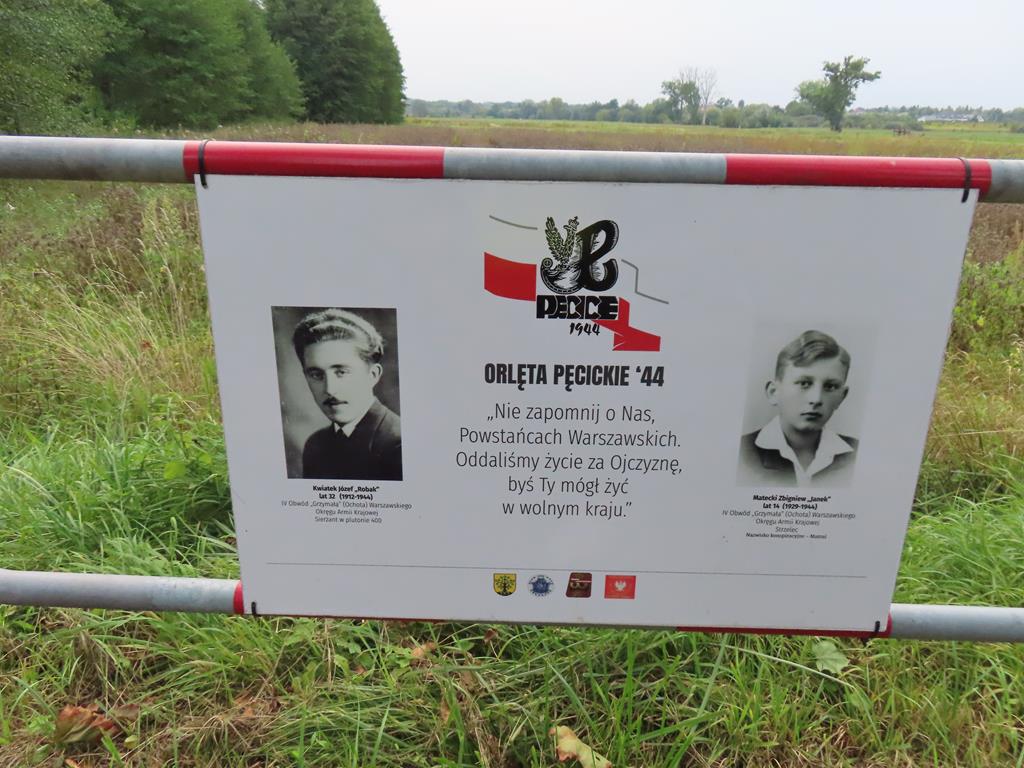 PĘCICE
1944
ORLĘTA PĘCICKIE ‘44
„Nie zapomnij o Nas,
Powstańcach Warszawskich.
Oddaliśmy życie za Ojczyznę,
byś Ty mógł żyć
w wolnym kraju.”
Kwiatek Józef „Robak”
lat 32 (1912-1944)
IV Obwód „Grzymała” (Ochota) Warszawskiego
Okręgu Armii Krajowej
Sierżant w plutonie 400
Matecki Zbigniew „Janek”
lat 14 (1929-1944)
IV Obwód „Grzymała” (Ochota) Warszawskiego
Okręgu Armii Krajowej
Strzelec